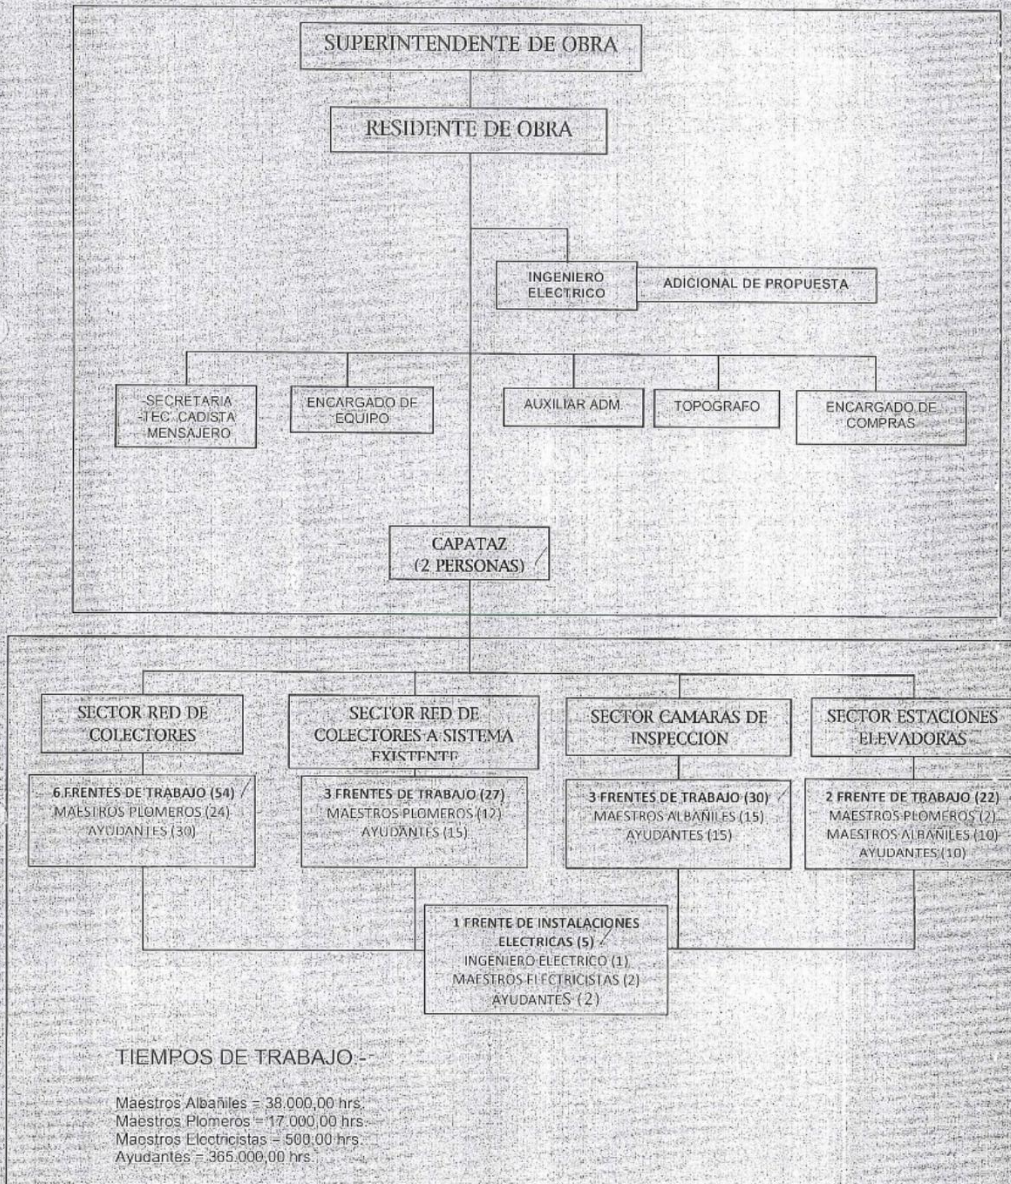 SUPERINTENDENTE DE OBRA
RESIDENTE DE OBRA
INGENIERO
ELECTRICO
ADICIONAL DE PROPUESTA
-SECRETARIA
-TEC. CADISTA
MENSAJERO
ENCARGADO DE
EQUIPO
AUXILIAR ADM.
TOPOGRAFO
ENCARGADO DE
COMPRAS
CAPATAZ
(2 PERSONAS)
SECTOR RED DE
COLECTORES
SECTOR RED DE
COLECTORES A SISTEMA
EXISTENTE
SECTOR CAMARAS DE
INSPECCIÓN
SECTOR ESTACIONES
ELEVADORAS
6 FRENTES DE TRABAJO (54)
MAESTROS PLOMEROS (24)
AYUDANTES (30)
3 FRENTES DE TRABAJO (27)
MAESTROS PLOMEROS (12)
AYUDANTES (15)
3 FRENTES DE TRABAJO (30)
MAESTROS ALBAÑILES (15)
AYUDANTES (15)
2 FRENTE DE TRABAJO (22)
MAESTROS PLOMEROS (2)
MAESTROS ALBAÑILES (10)
AYUDANTES (10)
1 FRENTE DE INSTALACIONES
ELECTRICAS (5)
INGENIERO ELECTRICO (1)
MAESTROS ELECTRICISTAS (2)
AYUDANTES (2)
TIEMPOS DE TRABAJO.-
Maestros Albañiles = 38.000,00 hrs.
Maestros Plomeros = 17.000,00 hrs.
Maestros Electricistas = 500,00 hrs.
Ayudantes = 365.000,00 hrs.